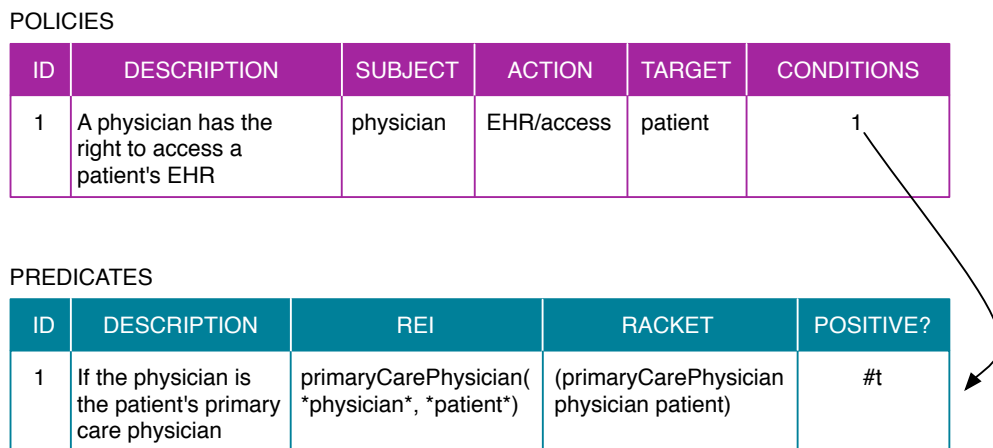 POLICIES
ID DESCRIPTION SUBJECT ACTION TARGET CONDITIONS
1 A physician has the physician EHR/access patient 1
right to access a
patient's EHR
PREDICATES
ID DESCRIPTION REI RACKET POSITIVE?
1 If the physician is primaryCarePhysician( (primaryCarePhysician #t
the patient's primary *physician*, *patient*) physician patient)
care physician